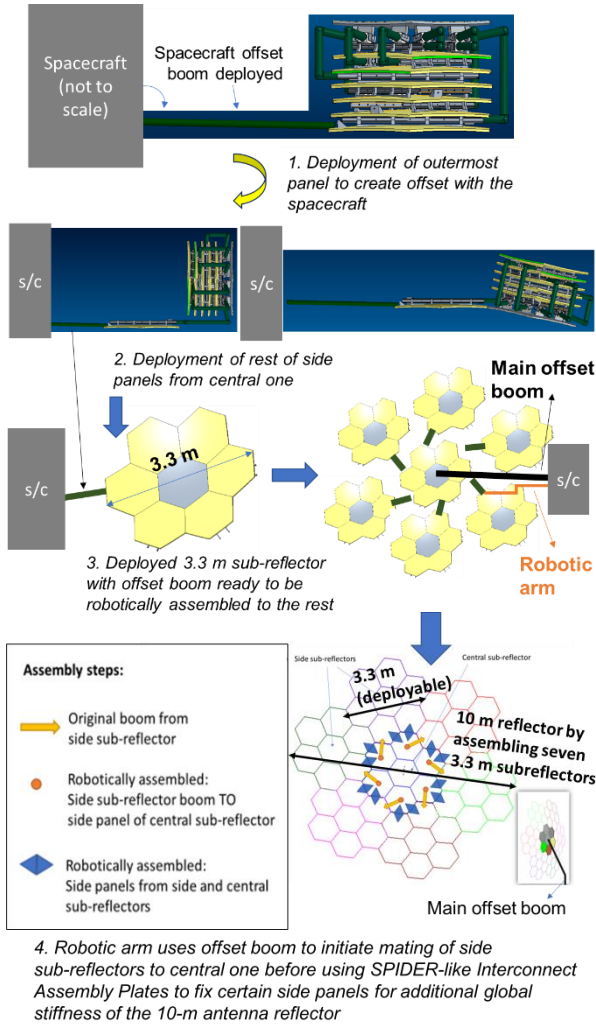 Spacecraft
(not to
scale)
Spacecraft offset
boom deployed
1. Deployment of outermost
panel to create offset with the
spacecraft
s/c
s/c
2. Deployment of rest of side
panels from central one
Main offset
boom
3.3 m
s/c
s/c
3. Deployed 3.3 m sub-reflector
with offset boom ready to be
robotically assembled to the rest
Robotic
arm
Assembly steps:
Original boom from
side sub-reflector
Robotically assembled:
Side sub-reflector boom TO
side panel of central sub-reflector
Robotically assembled:
Side panels from side and central
sub-reflectors
Side sub-reflectors
Central sub-reflector
3.3 m
(deployable)
10 m reflector by
assembling seven
3.3 m subreflectors
Main offset boom
4. Robotic arm uses offset boom to initiate mating of side
sub-reflectors to central one before using SPIDER-like Interconnect
Assembly Plates to fix certain side panels for additional global
stiffness of the 10-m antenna reflector